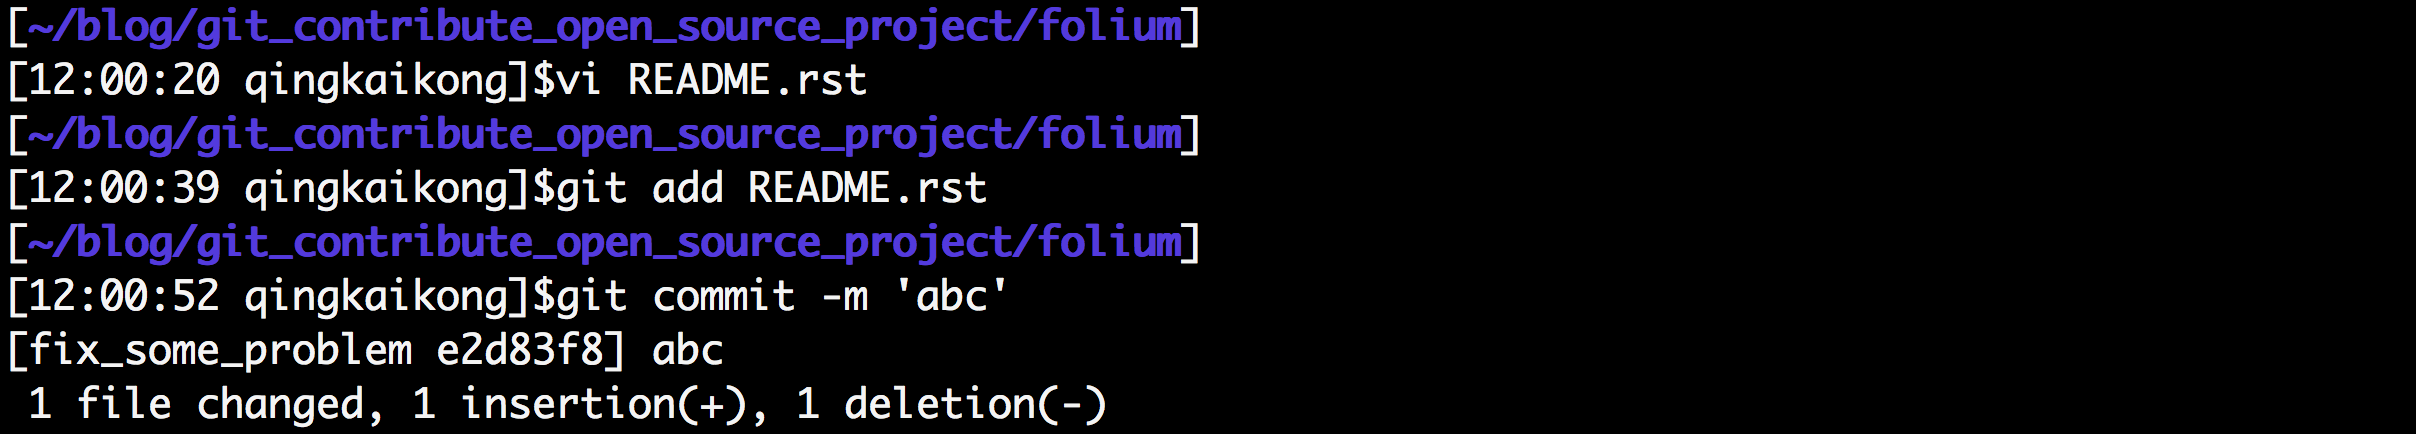 [~/blog/git_contribute_open_source_project/folium]
[12:00:20 qingkaikong]$vi README.rst
[~/blog/git_contribute_open_source_project/folium]
[12:00:39 qingkaikong]$git add README.rst
[~/blog/git_contribute_open_source_project/folium]
[12:00:52 qingkaikong]$git commit -m 'abc'
[fix_some_problem e2d83f8] abc
 1 file changed, 1 insertion(+), 1 deletion(-)